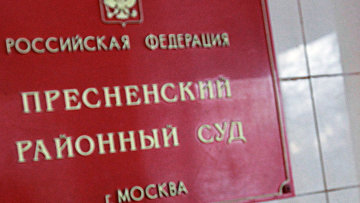 РОССИЙСКАЯ ФЕДЕРАЦИЯ
ПРЕСНЕНСКИЙ
РАЙОННЫЙ СУД
г МОСКВА